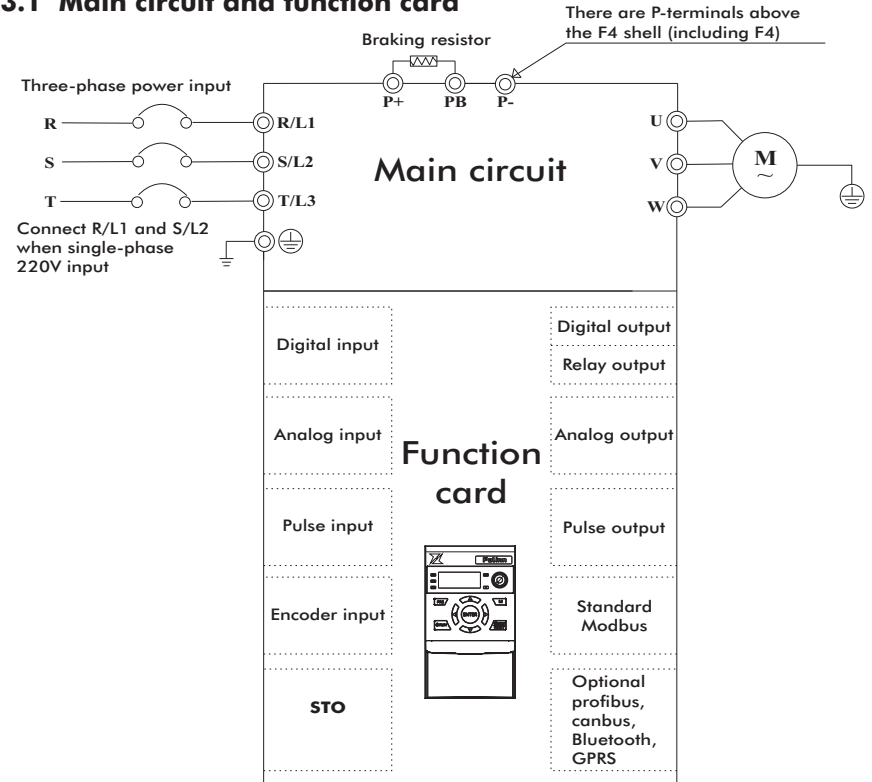 3.1 Main circuit and function card
There are P-terminals above
the F4 shell (including F4)
Braking resistor
Three-phase power input
P+
PB
P-
R
R/L1
S
S/L2
T
T/L3
Connect R/L1 and S/L2
when single-phase
220V input
Main circuit
U
V
W
M
~
Digital input
Digital output
Relay output
Analog input
Analog output
Function
card
Pulse input
Pulse output
Encoder input
ENTER
Standard
Modbus
STO
Optional
profibus,
canbus,
Bluetooth,
GPRS